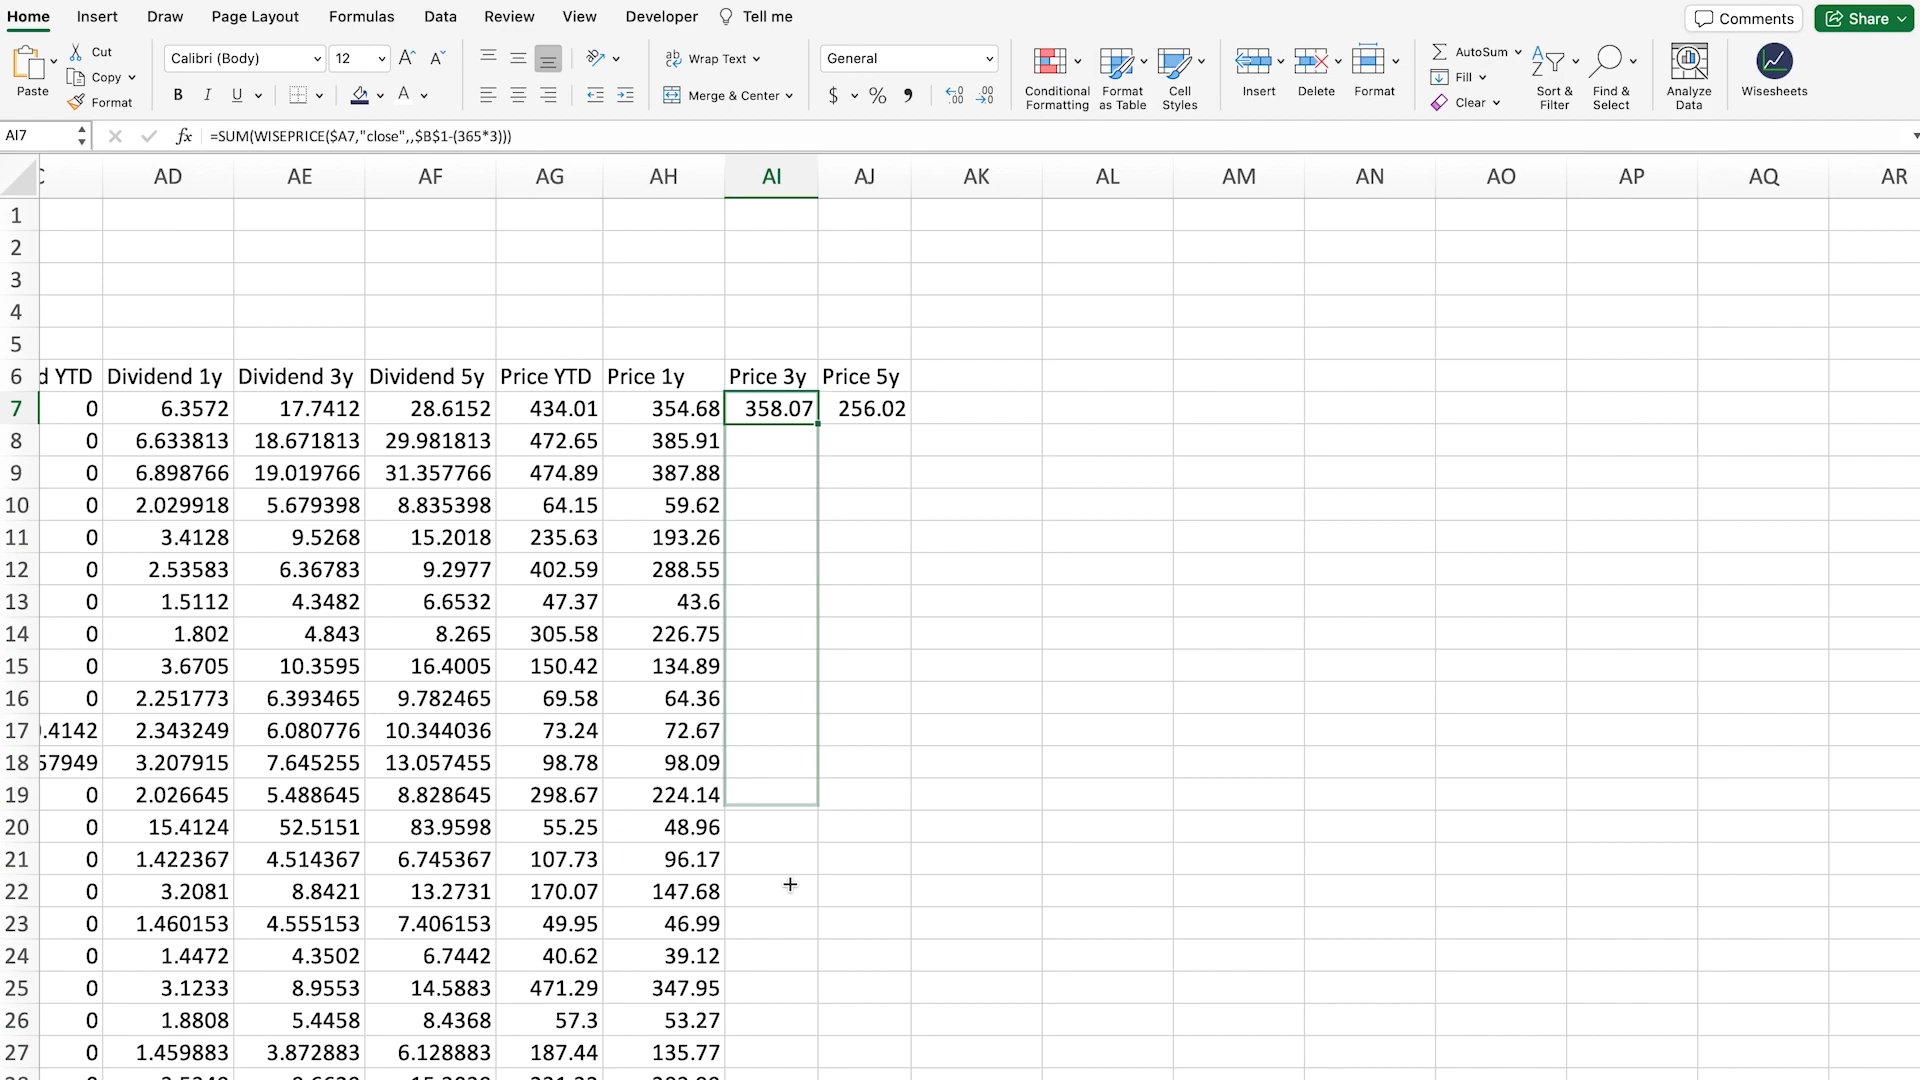 Home Insert Draw Page Layout Formulas Data Review View Developer Tell me Comments Share
Cut
Copy
Format
Paste
Calibri (Body) 12
B I U
Wrap Text
Merge & Center
General
$ %
Conditional Formatting
Format as Table
Cell Styles
Insert
Delete
Format
AutoSum
Fill
Clear
Sort & Filter
Find & Select
Analyze Data
Wisesheets
AI7 fx =SUM(WISEPRICE($A7,"close",,$B$1-(365*3)))
AD AE AF AG AH AI AJ AK AL AM AN AO AP AQ AR
1
2
3
4
5
6 d YTD Dividend 1y Dividend 3y Dividend 5y Price YTD Price 1y Price 3y Price 5y
7 0 6.3572 17.7412 28.6152 434.01 354.68 358.07 256.02
8 0 6.633813 18.671813 29.981813 472.65 385.91
9 0 6.898766 19.019766 31.357766 474.89 387.88
10 0 2.029918 5.679398 8.835398 64.15 59.62
11 0 3.4128 9.5268 15.2018 235.63 193.26
12 0 2.53583 6.36783 9.2977 402.59 288.55
13 0 1.5112 4.3482 6.6532 47.37 43.6
14 0 1.802 4.843 8.265 305.58 226.75
15 0 3.6705 10.3595 16.4005 150.42 134.89
16 0 2.251773 6.393465 9.782465 69.58 64.36
17 .4142 2.343249 6.080776 10.344036 73.24 72.67
18 57949 3.207915 7.645255 13.057455 98.78 98.09
19 0 2.026645 5.488645 8.828645 298.67 224.14
20 0 15.4124 52.5151 83.9598 55.25 48.96
21 0 1.422367 4.514367 6.745367 107.73 96.17
22 0 3.2081 8.8421 13.2731 170.07 147.68
23 0 1.460153 4.555153 7.406153 49.95 46.99
24 0 1.4472 4.3502 6.7442 40.62 39.12
25 0 3.1233 8.9553 14.5883 471.29 347.95
26 0 1.8808 5.4458 8.4368 57.3 53.27
27 0 1.459883 3.872883 6.128883 187.44 135.77